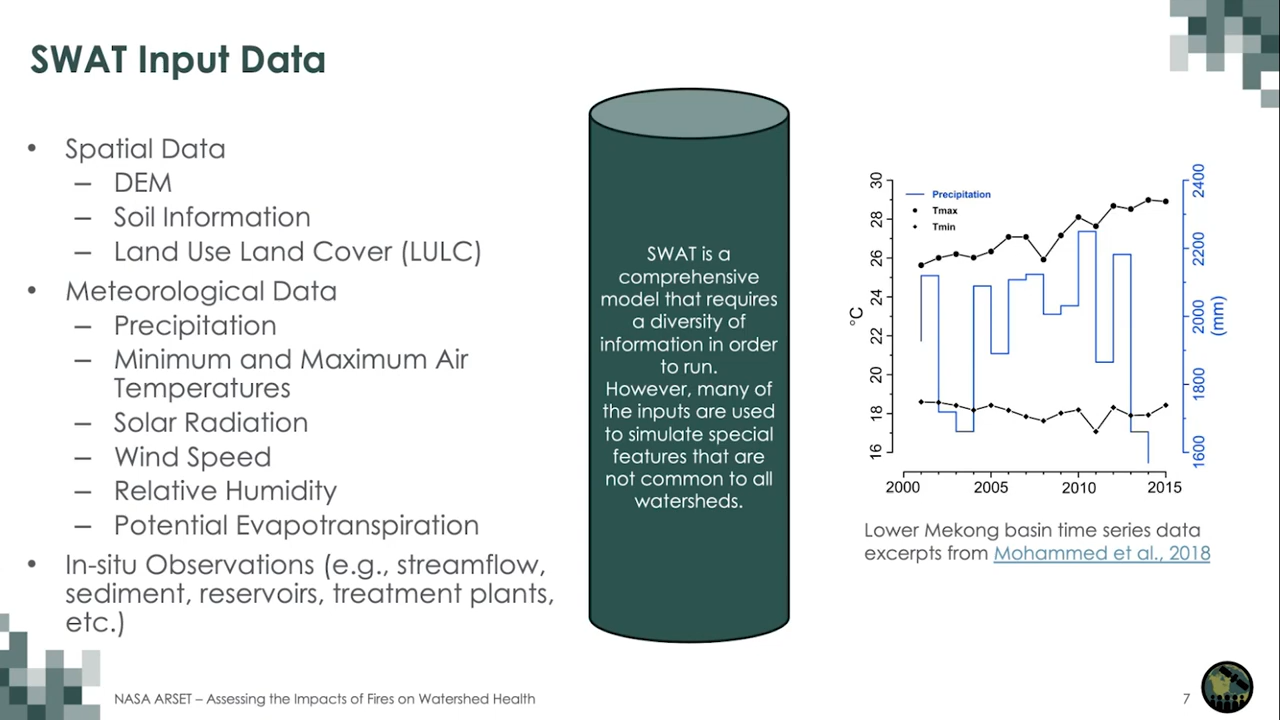 SWAT Input Data
• Spatial Data
– DEM
– Soil Information
– Land Use Land Cover (LULC)
• Meteorological Data
– Precipitation
– Minimum and Maximum Air
Temperatures
– Solar Radiation
– Wind Speed
– Relative Humidity
– Potential Evapotranspiration
• In-situ Observations (e.g., streamflow,
sediment, reservoirs, treatment plants,
etc.)
SWAT is a
comprehensive
model that requires
a diversity of
information in order
to run.
However, many of
the inputs are used
to simulate special
features that are
not common to all
watersheds.
Precipitation
Tmax
Tmin
30
28
26
24
22
20
18
16
°C
2400
2200
2000
1800
1600
(mm)
2000 2005 2010 2015
Lower Mekong basin time series data
excerpts from Mohammed et al., 2018
NASA ARSET – Assessing the Impacts of Fires on Watershed Health
7